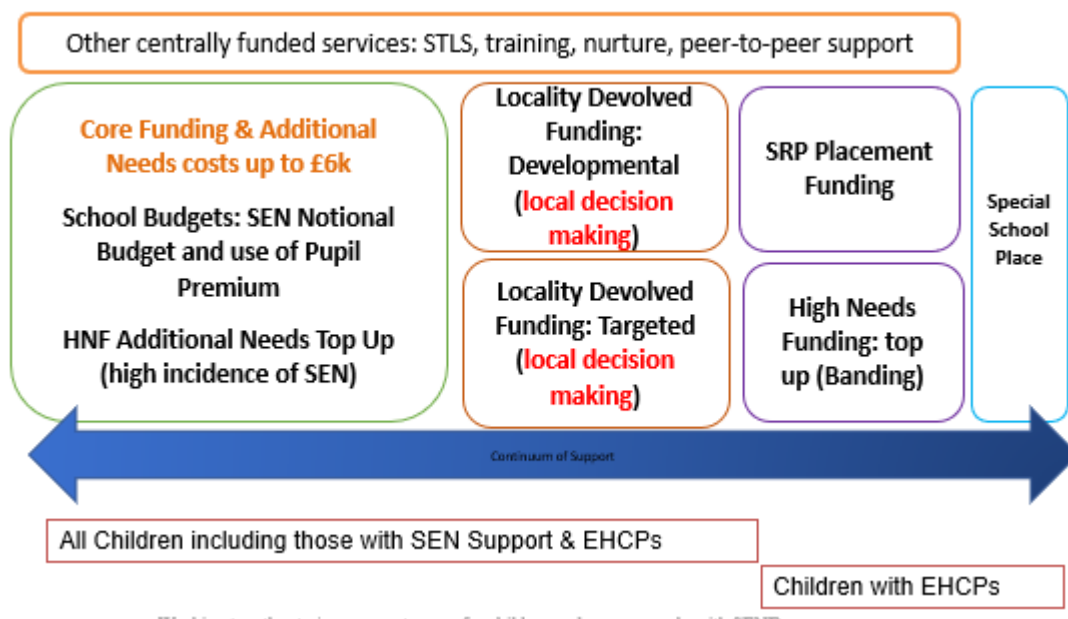 Other centrally funded services: STLS, training, nurture, peer-to-peer support
Core Funding & Additional
Needs costs up to £6k
School Budgets: SEN Notional
Budget and use of Pupil
Premium
HNF Additional Needs Top Up
(high incidence of SEN)
Locality Devolved
Funding:
Developmental
(local decision
making)
Locality Devolved
Funding: Targeted
(local decision
making)
SRP Placement
Funding
High Needs
Funding: top
up (Banding)
Special
School
Place
Continuum of Support
All Children including those with SEN Support & EHCPs
Children with EHCPs